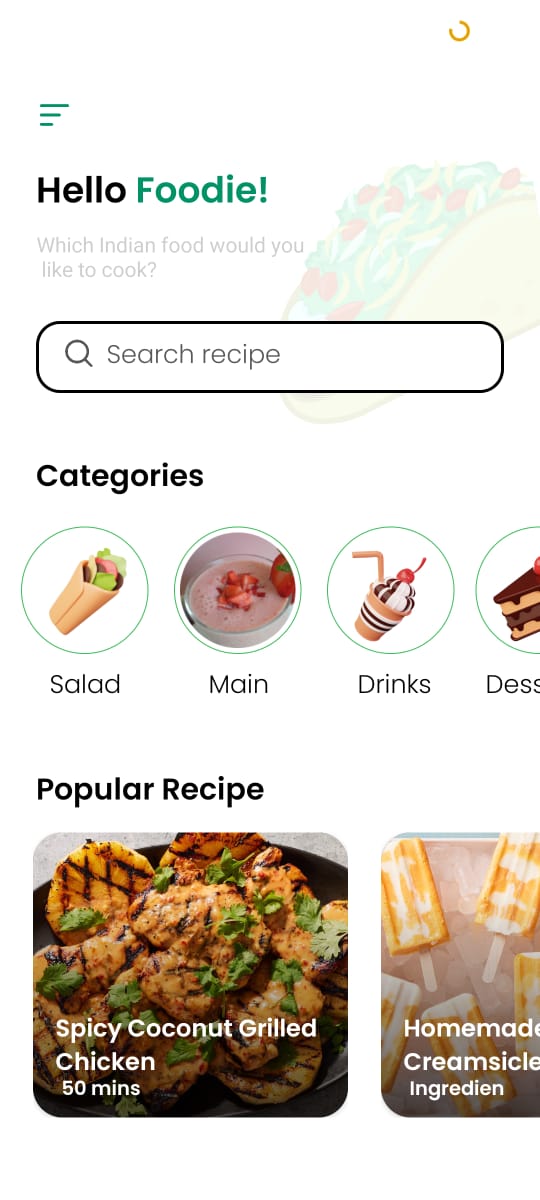 Hello Foodie!
Which Indian food would you
like to cook?
Search recipe
Categories
Salad
Main
Drinks
Dess
Popular Recipe
Spicy Coconut Grilled
Chicken
50 mins
Homemade
Creamsicle
Ingredien